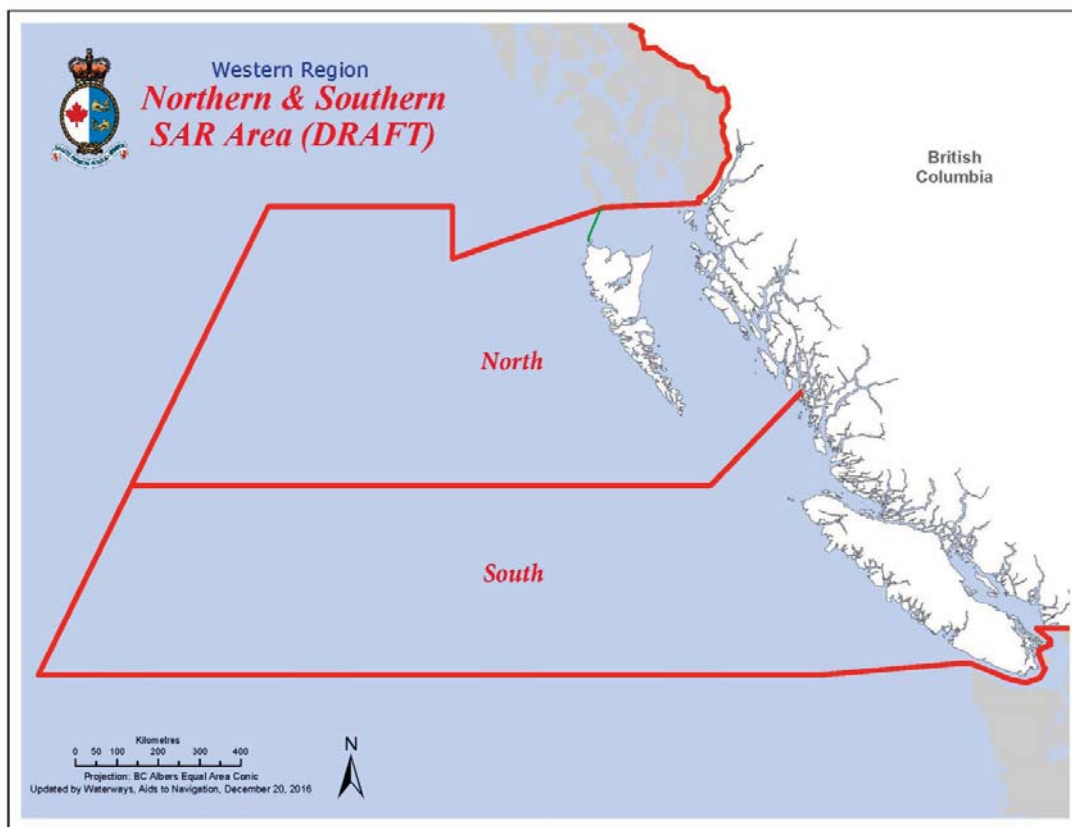 Western Region
Northern & Southern
SAR Area (DRAFT)
British
Columbia
North
South
Kilometres
0 50 100 200 300 400
Projection: BC Albers Equal Area Conic
Updated by Waterways, Aids to Navigation, December 20, 2016
N